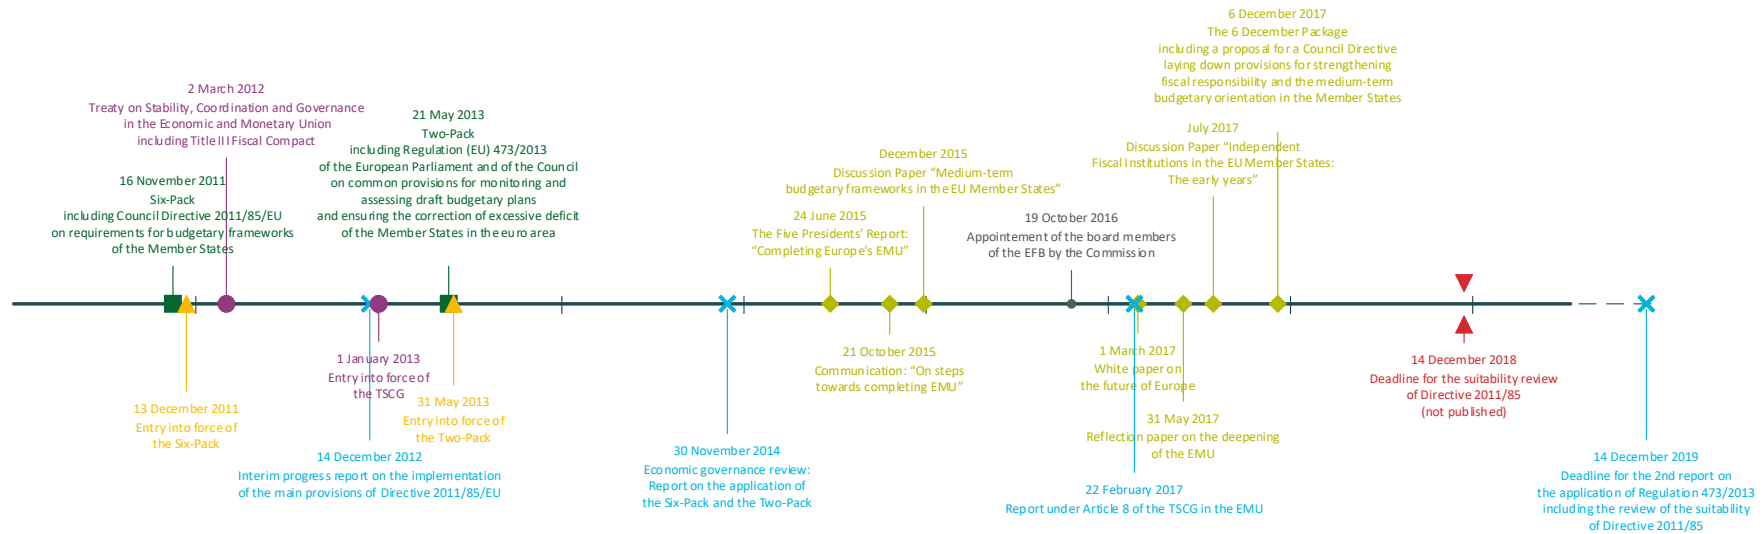 6 December 2017
The 6 December Package
including a proposal for a Council Directive
laying down provisions for strengthening
fiscal responsibility and the medium-term
budgetary orientation in the Member States
2 March 2012
Treaty on Stability, Coordination and Governance
in the Economic and Monetary Union
including Title III Fiscal Compact
21 May 2013
Two-Pack
including Regulation (EU) 473/2013
of the European Parliament and of the Council
on common provisions for monitoring and
assessing draft budgetary plans
and ensuring the correction of excessive deficit
of the Member States in the euro area
July 2017
Discussion Paper “Independent
Fiscal Institutions in the EU Member States:
The early years”
December 2015
Discussion Paper “Medium-term
budgetary frameworks in the EU Member States”
16 November 2011
Six-Pack
including Council Directive 2011/85/EU
on requirements for budgetary frameworks
of the Member States
24 June 2015
The Five Presidents’ Report:
“Completing Europe's EMU”
19 October 2016
Appointement of the board members
of the EFB by the Commission
1 January 2013
Entry into force of
the TSCG
21 October 2015
Communication: “On steps
towards completing EMU”
1 March 2017
White paper on
the future of Europe
14 December 2018
Deadline for the suitability review
of Directive 2011/85
(not published)
13 December 2011
Entry into force of
the Six-Pack
31 May 2013
Entry into force of
the Two-Pack
31 May 2017
Reflection paper on the deepening
of the EMU
14 December 2012
Interim progress report on the implementation
of the main provisions of Directive 2011/85/EU
30 November 2014
Economic governance review:
Report on the application of
the Six-Pack and the Two-Pack
22 February 2017
Report under Article 8 of the TSCG in the EMU
14 December 2019
Deadline for the 2nd report on
the application of Regulation 473/2013
including the review of the suitability
of Directive 2011/85